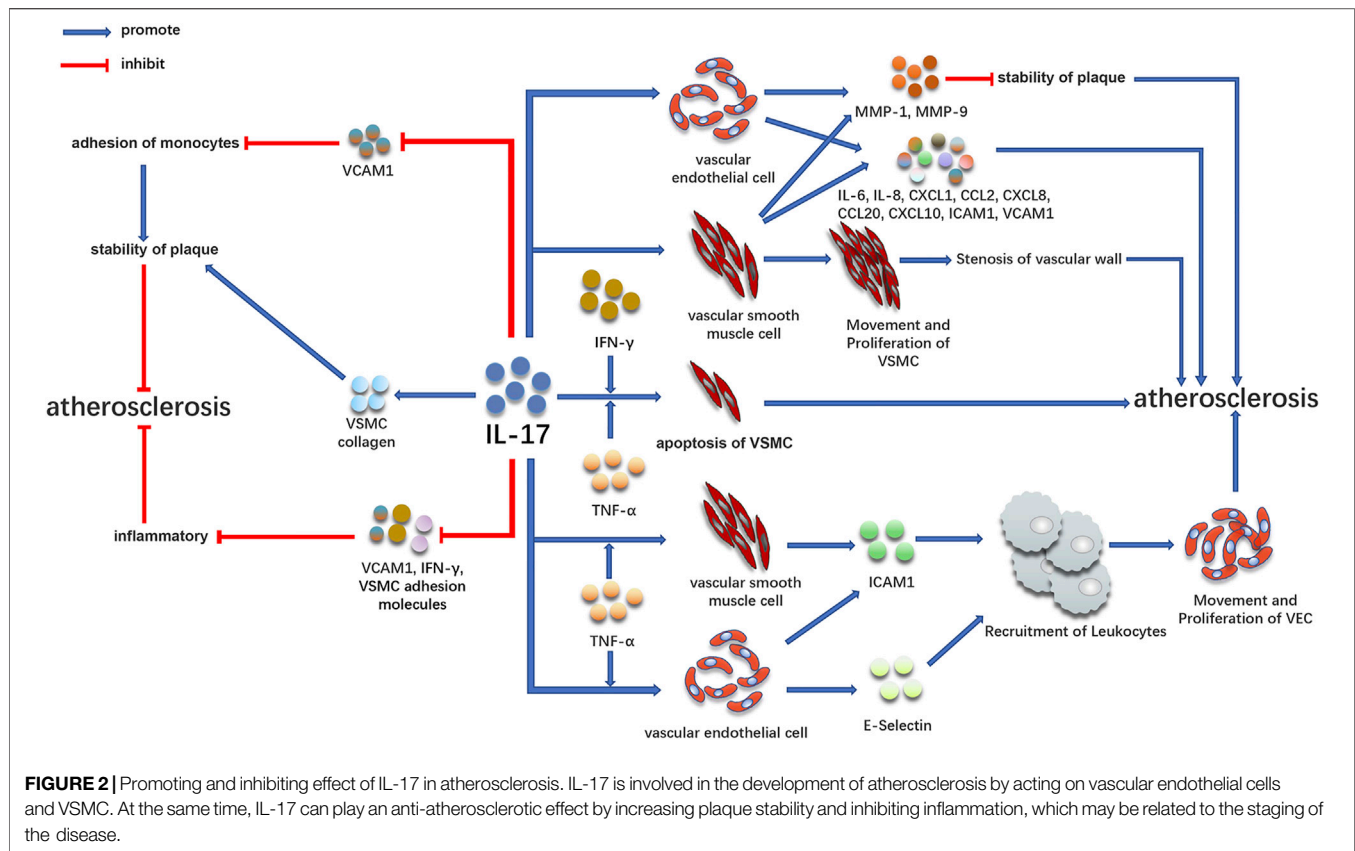 promote
inhibit
adhesion of monocytes
VCAM1
stability of plaque
atherosclerosis
VSMC
collagen
IL-17
inflammatory
VCAM1, IFN-γ,
VSMC adhesion
molecules
vascular
endothelial cell
MMP-1, MMP-9
stability of plaque
IL-6, IL-8, CXCL1, CCL2, CXCL8,
CCL20, CXCL10, ICAM1, VCAM1
vascular smooth
muscle cell
Movement and
Proliferation of
VSMC
Stenosis of vascular wall
IFN-γ
apoptosis of VSMC
atherosclerosis
TNF-α
vascular smooth
muscle cell
ICAM1
Recruitment of Leukocytes
Movement and
Proliferation of VEC
TNF-α
vascular endothelial cell
E-Selectin
FIGURE 2 | Promoting and inhibiting effect of IL-17 in atherosclerosis. IL-17 is involved in the development of atherosclerosis by acting on vascular endothelial cells
and VSMC. At the same time, IL-17 can play an anti-atherosclerotic effect by increasing plaque stability and inhibiting inflammation, which may be related to the staging of
the disease.